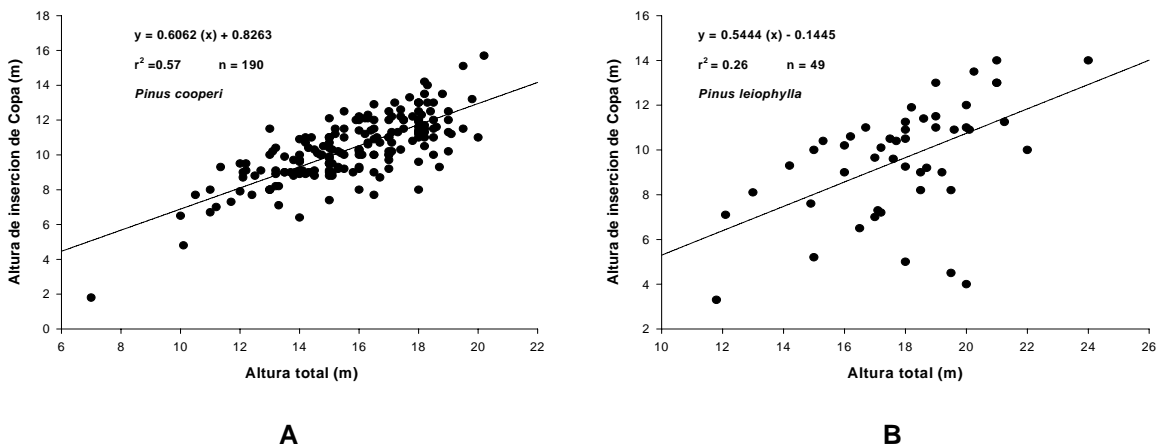 18
16
14
12
10
8
6
4
2
0
Altura de insercion de Copa (m)
y = 0.6062 (x) + 0.8263
r² =0.57 n = 190
Pinus cooperi
6 8 10 12 14 16 18 20 22
Altura total (m)
A
16
14
12
10
8
6
4
2
Altura de insercion de Copa (m)
y = 0.5444 (x) - 0.1445
r² = 0.26 n = 49
Pinus leiophylla
10 12 14 16 18 20 22 24 26
Altura total (m)
B